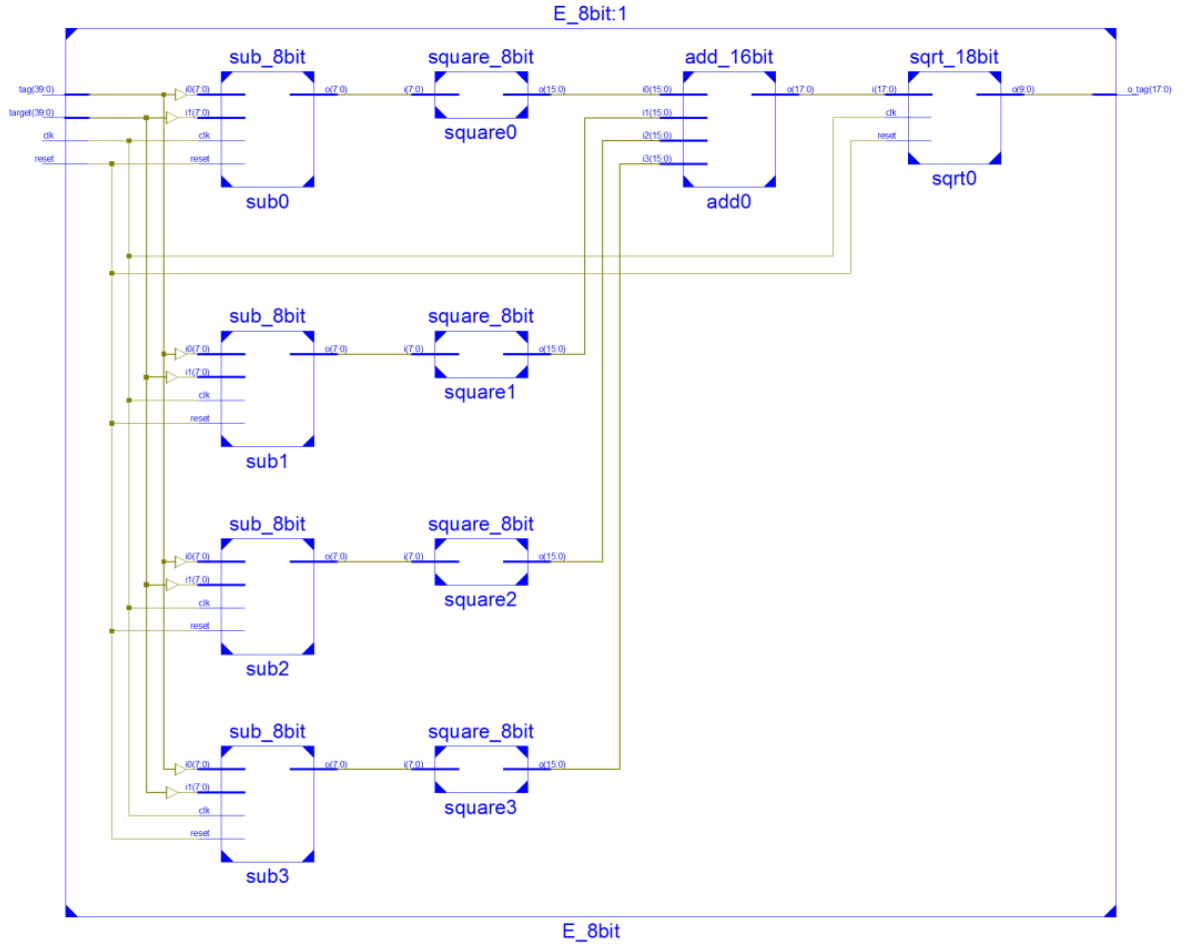 E_8bit:1
sub_8bit square_8bit add_16bit sqrt_18bit
tag(39:0) i0(7:0) o(7:0) i(7:0) o(15:0) i0(15:0) o(17:0) i(17:0) o(9:0) o_tag(17:0)
target(39:0) i1(7:0) i1(15:0) clk
clk clk square0 i2(15:0) reset
reset reset i3(15:0)
sqrt0
sub0 add0
sub_8bit square_8bit
i0(7:0) o(7:0) i(7:0) o(15:0)
i1(7:0)
clk square1
reset
sub1
sub_8bit square_8bit
i0(7:0) o(7:0) i(7:0) o(15:0)
i1(7:0)
clk square2
reset
sub2
sub_8bit square_8bit
i0(7:0) o(7:0) i(7:0) o(15:0)
i1(7:0)
clk square3
reset
sub3
E_8bit